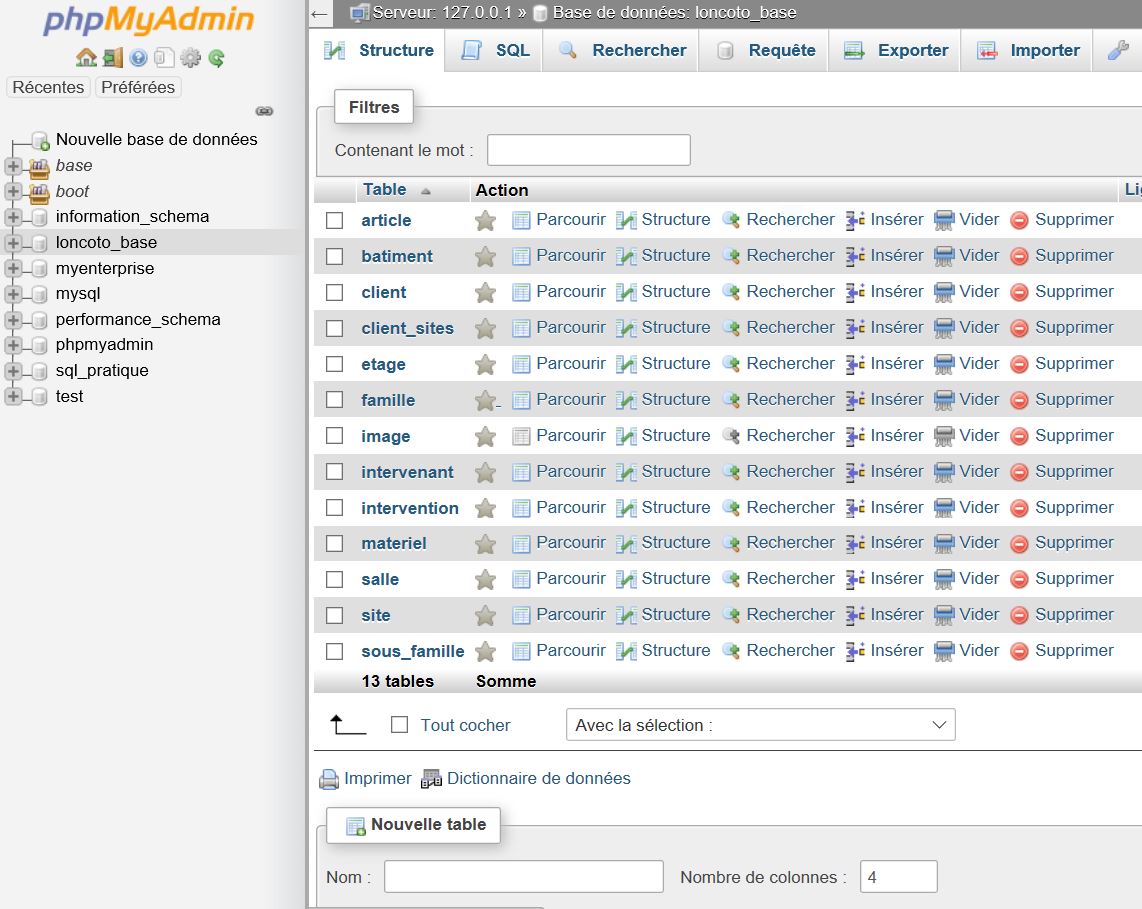 phpMyAdmin
Récentes Préférées
Nouvelle base de données
base
boot
information_schema
loncoto_base
myenterprise
mysql
performance_schema
phpmyadmin
sql_pratique
test
← Serveur: 127.0.0.1 » Base de données: loncoto_base
Structure SQL Rechercher Requête Exporter Importer
Filtres
Contenant le mot :
Table Action
article Parcourir Structure Rechercher Insérer Vider Supprimer
batiment Parcourir Structure Rechercher Insérer Vider Supprimer
client Parcourir Structure Rechercher Insérer Vider Supprimer
client_sites Parcourir Structure Rechercher Insérer Vider Supprimer
etage Parcourir Structure Rechercher Insérer Vider Supprimer
famille Parcourir Structure Rechercher Insérer Vider Supprimer
image Parcourir Structure Rechercher Insérer Vider Supprimer
intervenant Parcourir Structure Rechercher Insérer Vider Supprimer
intervention Parcourir Structure Rechercher Insérer Vider Supprimer
materiel Parcourir Structure Rechercher Insérer Vider Supprimer
salle Parcourir Structure Rechercher Insérer Vider Supprimer
site Parcourir Structure Rechercher Insérer Vider Supprimer
sous_famille Parcourir Structure Rechercher Insérer Vider Supprimer
13 tables Somme
Tout cocher Avec la sélection :
Imprimer Dictionnaire de données
Nouvelle table
Nom : Nombre de colonnes : 4